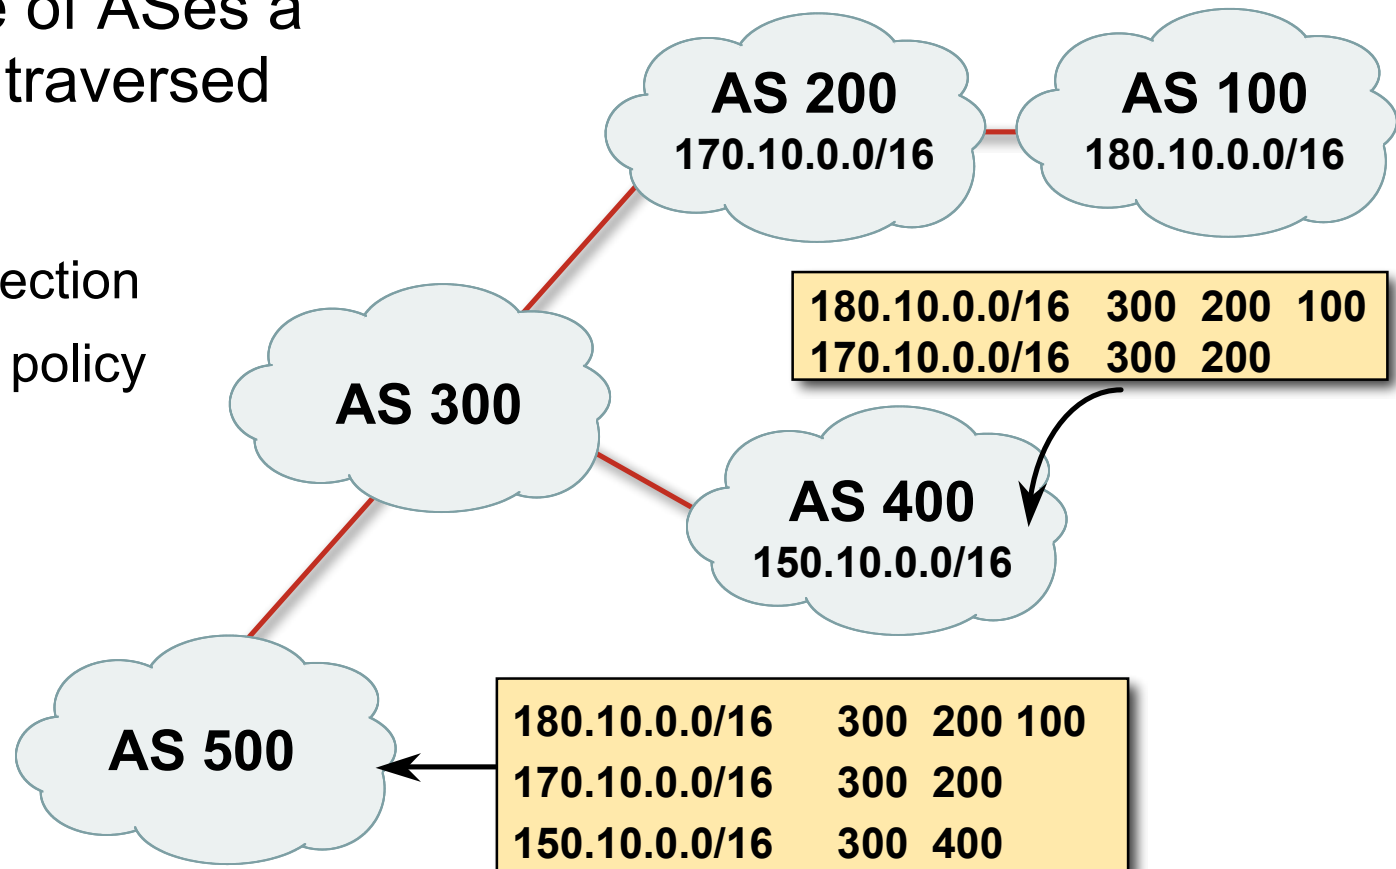 e of ASes a
traversed
ection
policy
AS 200
170.10.0.0/16
AS 100
180.10.0.0/16
180.10.0.0/16 300 200 100
170.10.0.0/16 300 200
AS 300
AS 400
150.10.0.0/16
AS 500
180.10.0.0/16 300 200 100
170.10.0.0/16 300 200
150.10.0.0/16 300 400